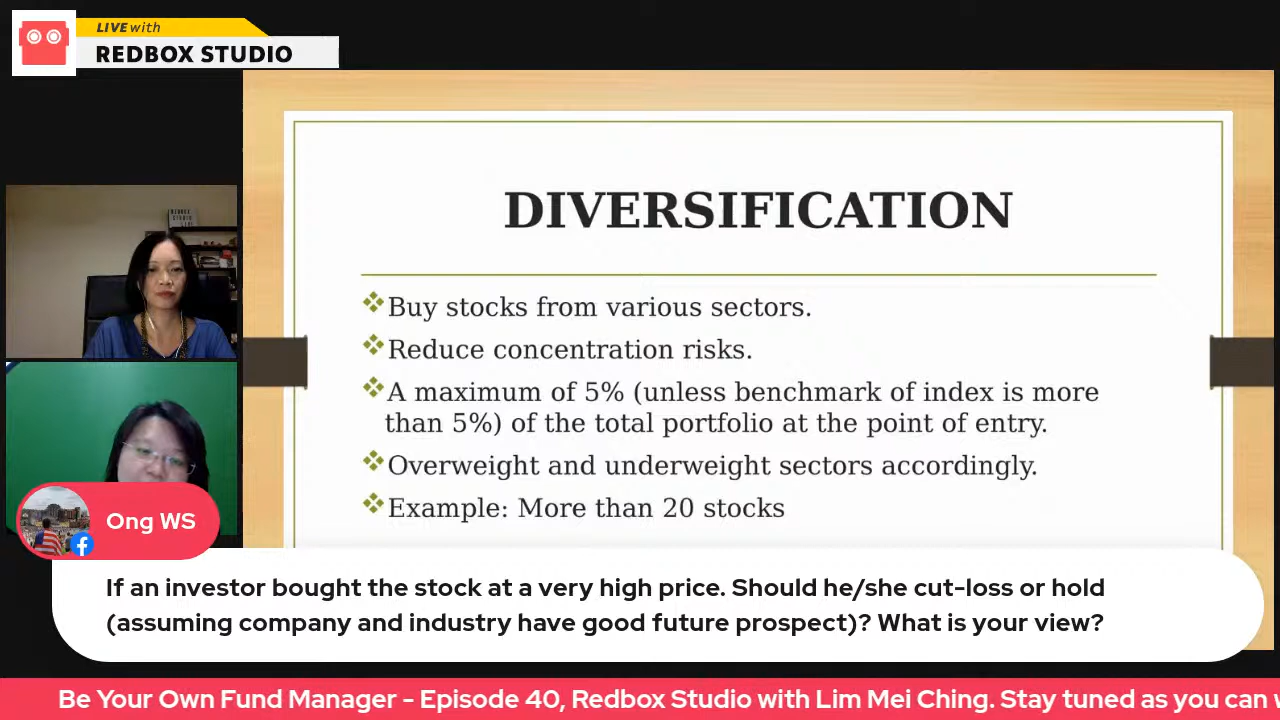 LIVE with
REDBOX STUDIO
DIVERSIFICATION
Buy stocks from various sectors.
Reduce concentration risks.
A maximum of 5% (unless benchmark of index is more
than 5%) of the total portfolio at the point of entry.
Overweight and underweight sectors accordingly.
Example: More than 20 stocks
Ong WS
If an investor bought the stock at a very high price. Should he/she cut-loss or hold
(assuming company and industry have good future prospect)? What is your view?
Be Your Own Fund Manager - Episode 40, Redbox Studio with Lim Mei Ching. Stay tuned as you can